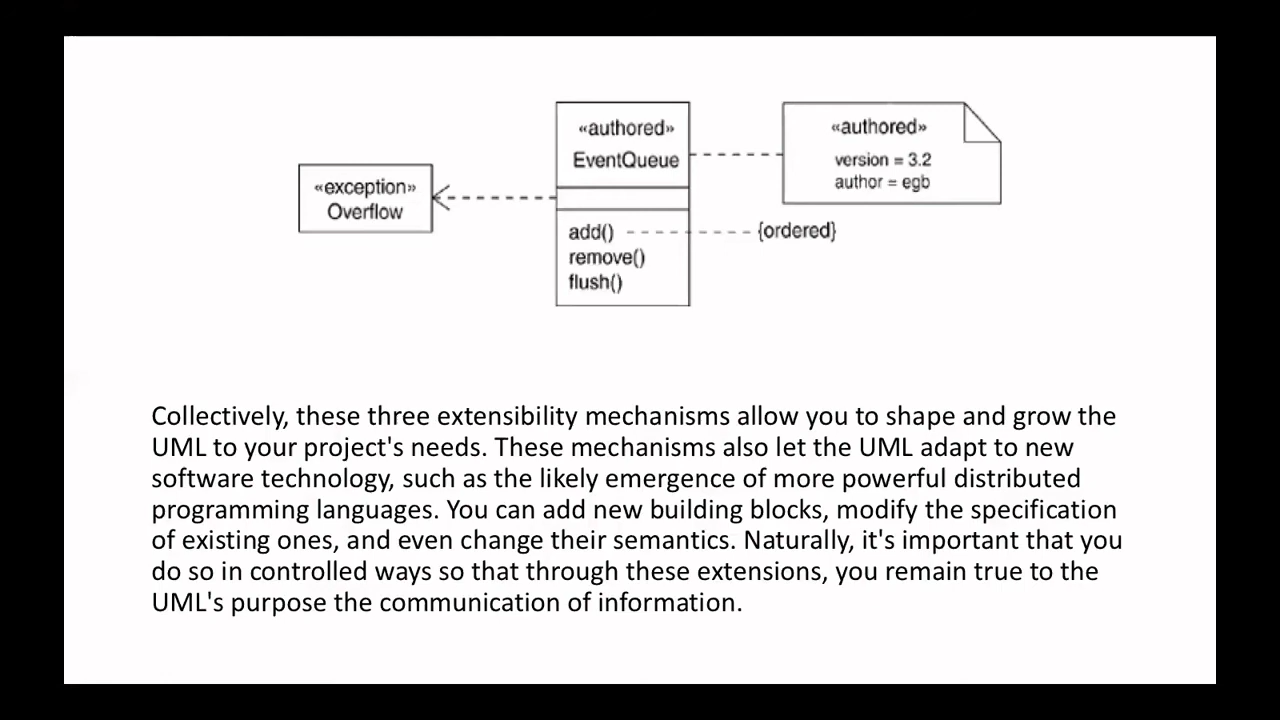 «authored»
EventQueue
«authored»
version = 3.2
author = egb
«exception»
Overflow
add()
{ordered}
remove()
flush()
Collectively, these three extensibility mechanisms allow you to shape and grow the
UML to your project's needs. These mechanisms also let the UML adapt to new
software technology, such as the likely emergence of more powerful distributed
programming languages. You can add new building blocks, modify the specification
of existing ones, and even change their semantics. Naturally, it's important that you
do so in controlled ways so that through these extensions, you remain true to the
UML's purpose the communication of information.